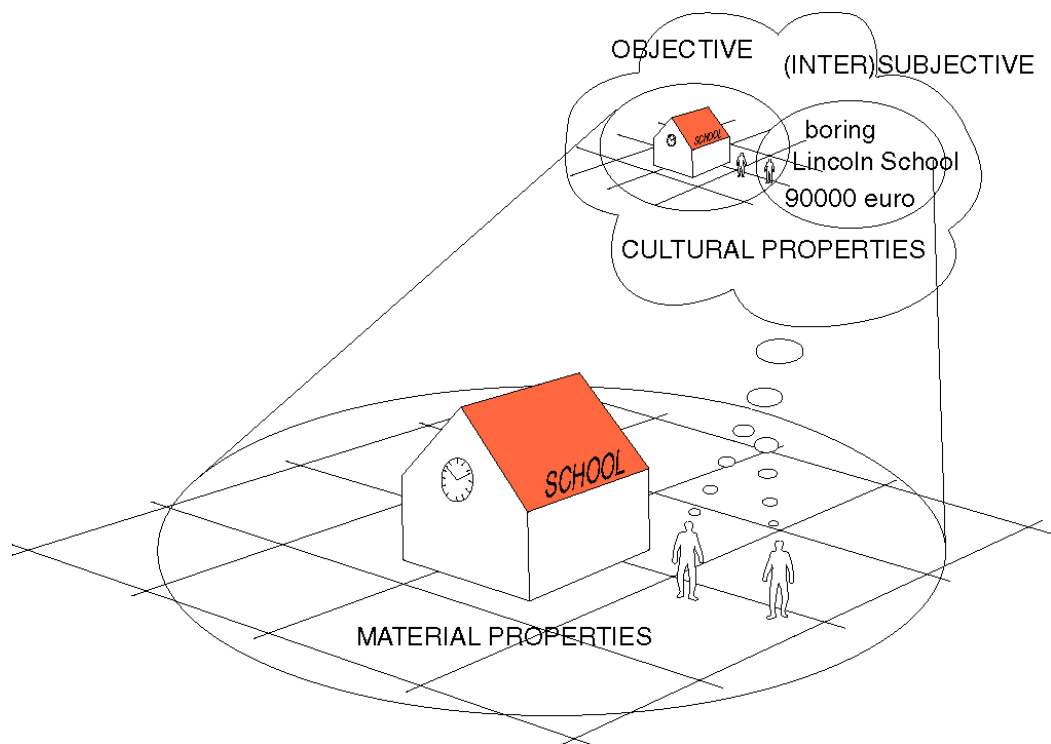 OBJECTIVE
(INTER)SUBJECTIVE
SCHOOL
boring
Lincoln School
90000 euro
CULTURAL PROPERTIES
SCHOOL
MATERIAL PROPERTIES